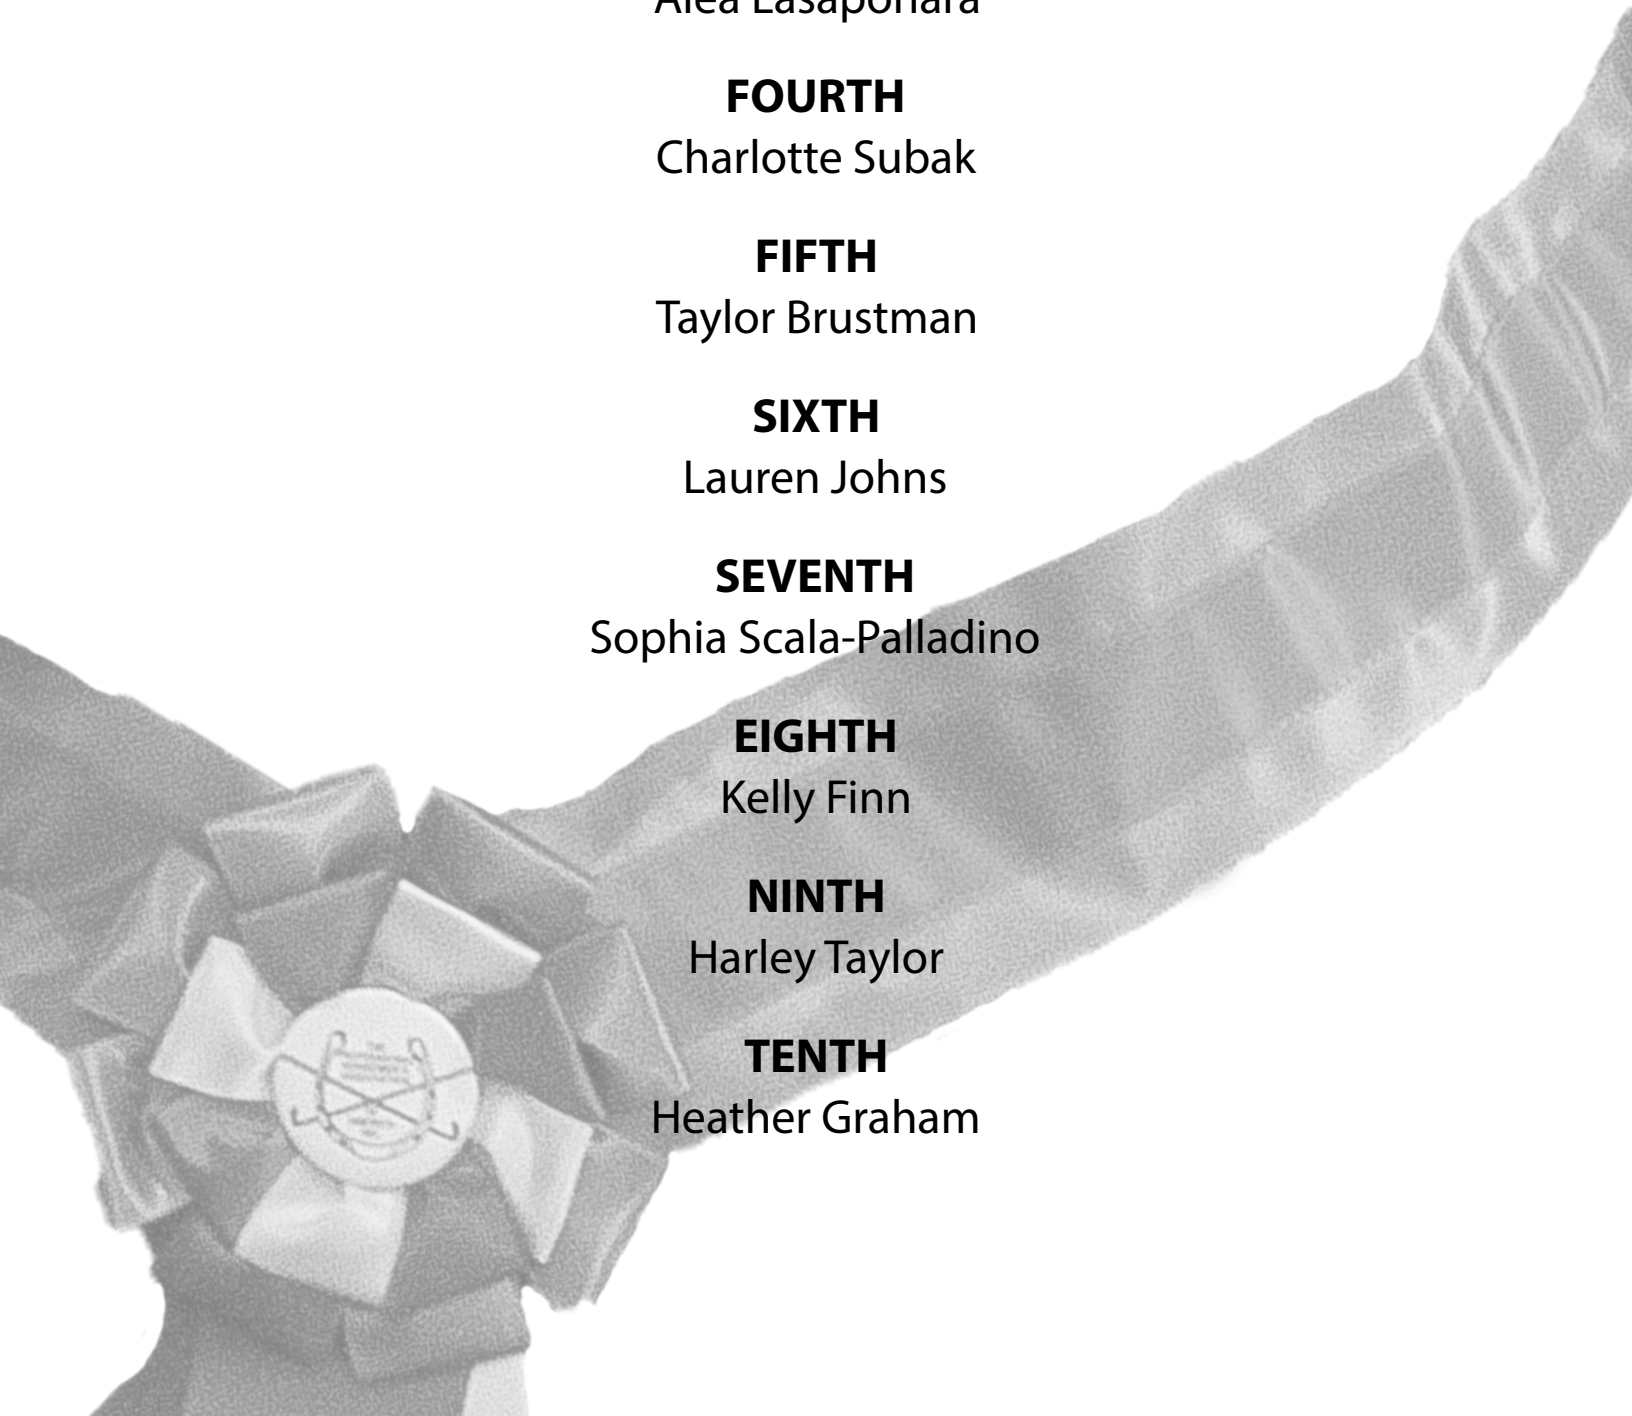 FOURTH
Charlotte Subak
FIFTH
Taylor Brustman
SIXTH
Lauren Johns
SEVENTH
Sophia Scala-Palladino
EIGHTH
Kelly Finn
NINTH
Harley Taylor
TENTH
Heather Graham